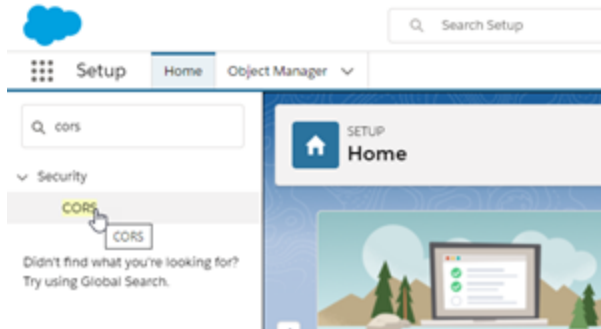 Search Setup
Setup Home Object Manager
cors
SETUP
Home
Security
CORS
CORS
Didn't find what you're looking for?
Try using Global Search.